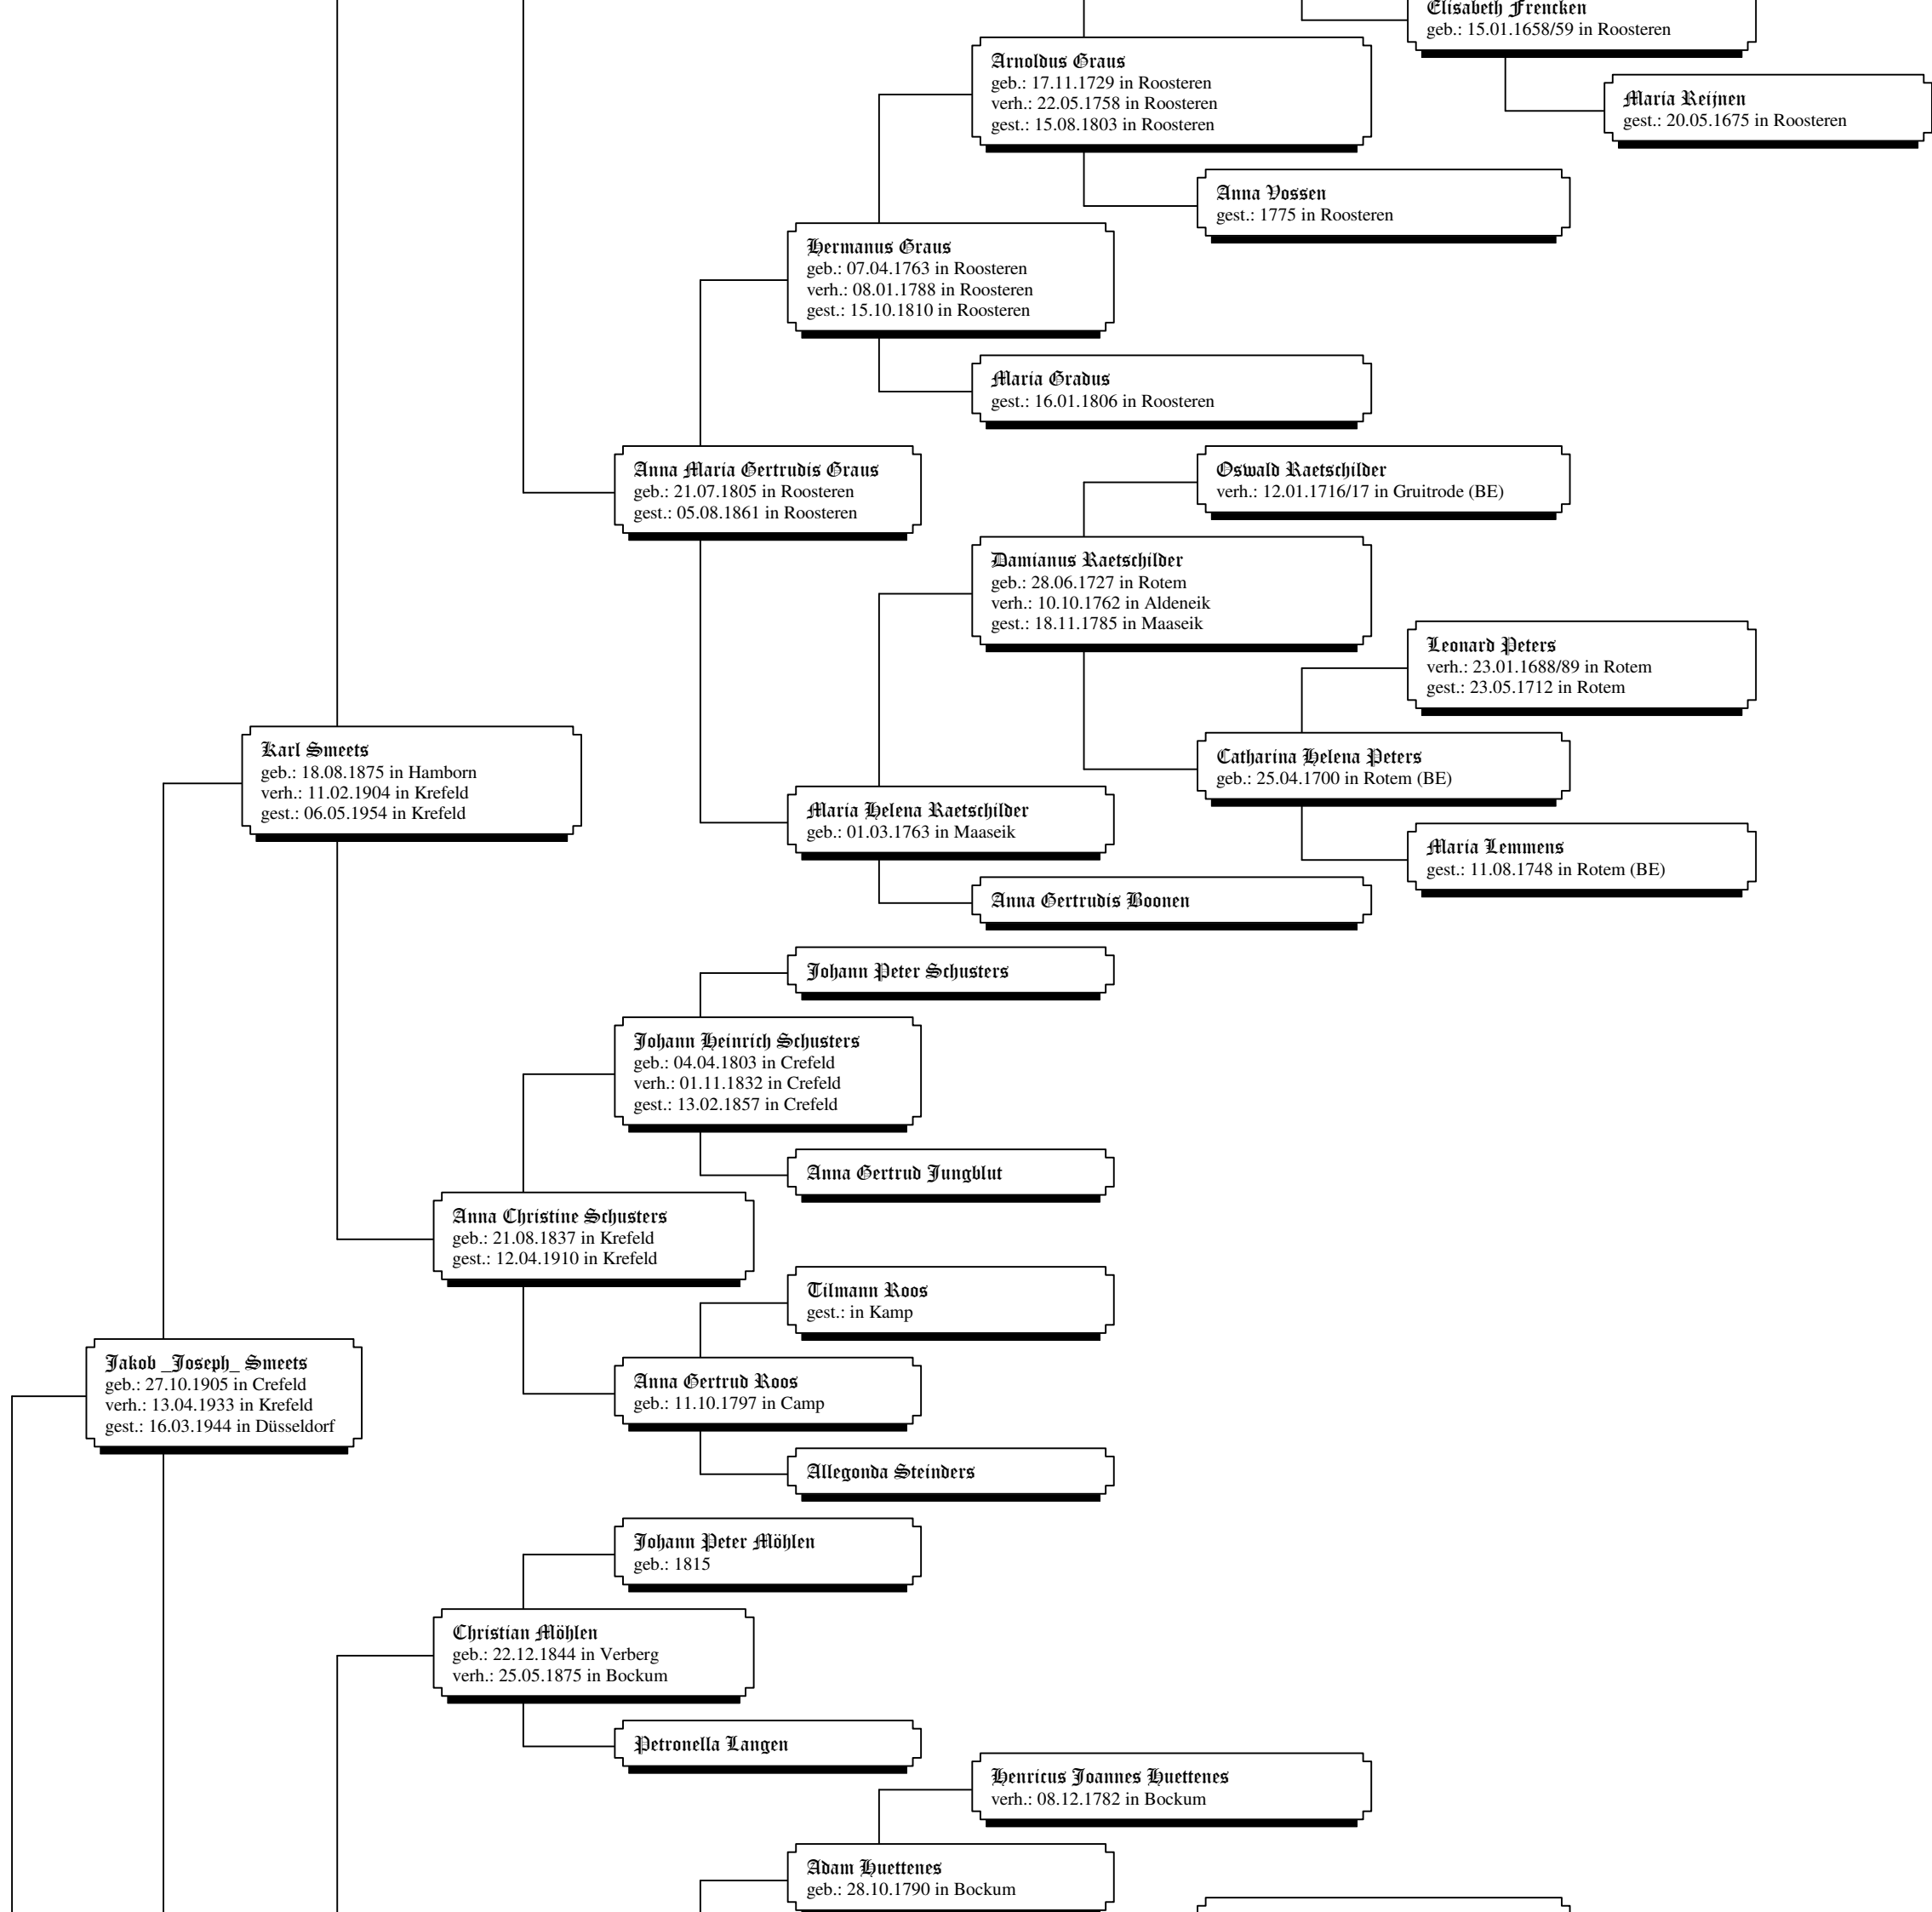 Elisabeth Frencken
geb.: 15.01.1658/59 in Roosteren
Arnoldus Graus
geb.: 17.11.1729 in Roosteren
verh.: 22.05.1758 in Roosteren
gest.: 15.08.1803 in Roosteren
Maria Reijnen
gest.: 20.05.1675 in Roosteren
Anna Vossen
gest.: 1775 in Roosteren
Hermanus Graus
geb.: 07.04.1763 in Roosteren
verh.: 08.01.1788 in Roosteren
gest.: 15.10.1810 in Roosteren
Maria Gradus
gest.: 16.01.1806 in Roosteren
Anna Maria Gertrudis Graus
geb.: 21.07.1805 in Roosteren
gest.: 05.08.1861 in Roosteren
Oswald Raetschilder
verh.: 12.01.1716/17 in Gruitrode (BE)
Damianus Raetschilder
geb.: 28.06.1727 in Rotem
verh.: 10.10.1762 in Aldeneik
gest.: 18.11.1785 in Maaseik
Leonard Peters
verh.: 23.01.1688/89 in Rotem
gest.: 23.05.1712 in Rotem
Karl Smeets
geb.: 18.08.1875 in Hamborn
verh.: 11.02.1904 in Krefeld
gest.: 06.05.1954 in Krefeld
Catharina Helena Peters
geb.: 25.04.1700 in Rotem (BE)
Maria Helena Raetschilder
geb.: 01.03.1763 in Maaseik
Maria Lemmens
gest.: 11.08.1748 in Rotem (BE)
Anna Gertrudis Boonen
Johann Peter Schusters
Johann Heinrich Schusters
geb.: 04.04.1803 in Crefeld
verh.: 01.11.1832 in Crefeld
gest.: 13.02.1857 in Crefeld
Anna Gertrud Jungblut
Anna Christine Schusters
geb.: 21.08.1837 in Krefeld
gest.: 12.04.1910 in Krefeld
Tilmann Roos
gest.: in Kamp
Jakob _Joseph_ Smeets
geb.: 27.10.1905 in Crefeld
verh.: 13.04.1933 in Krefeld
gest.: 16.03.1944 in Düsseldorf
Anna Gertrud Roos
geb.: 11.10.1797 in Camp
Allegonda Steinders
Johann Peter Möhlen
geb.: 1815
Christian Möhlen
geb.: 22.12.1844 in Verberg
verh.: 25.05.1875 in Bockum
Petronella Langen
Henricus Joannes Huettenes
verh.: 08.12.1782 in Bockum
Adam Huettenes
geb.: 28.10.1790 in Bockum